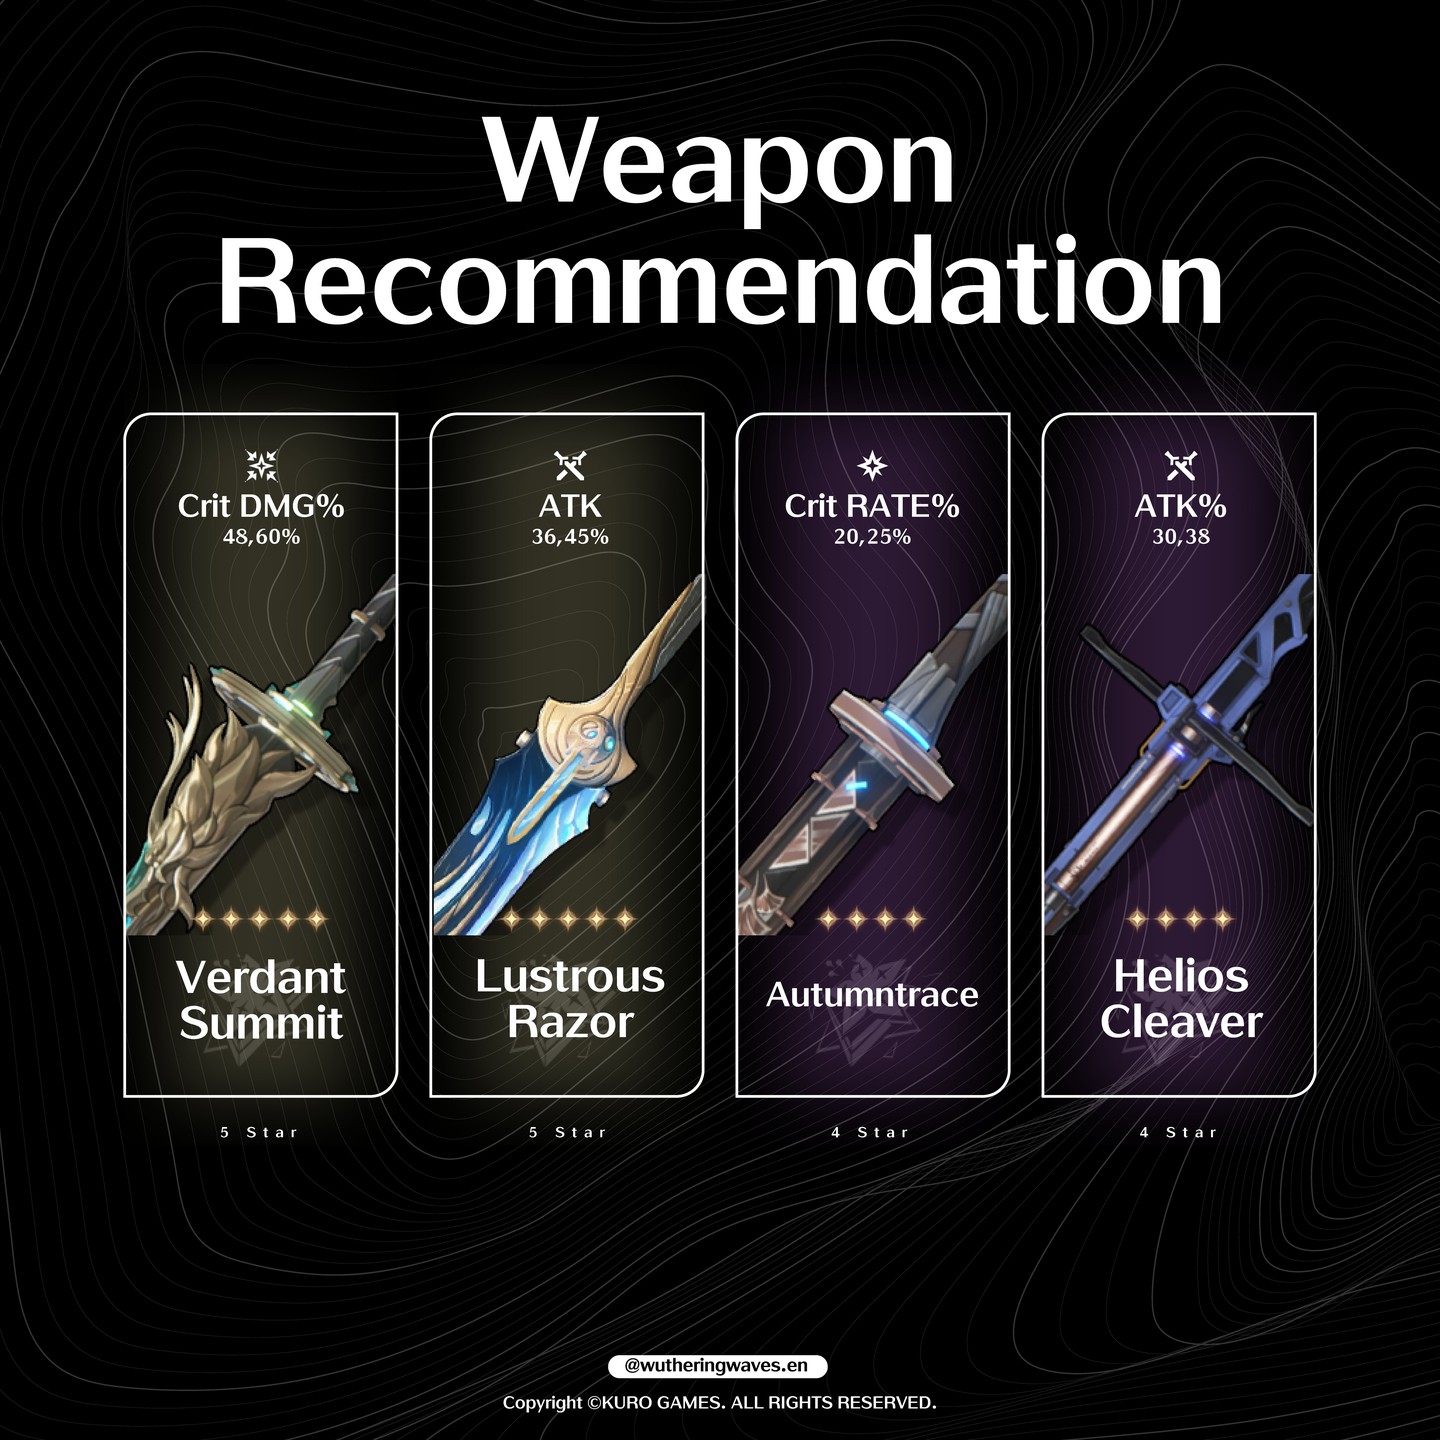 Weapon
Recommendation
Crit DMG%
48,60%
Verdant
Summit
5 Star
ATK
36,45%
Lustrous
Razor
5 Star
Crit RATE%
20,25%
Autumntrace
4 Star
ATK%
30,38
Helios
Cleaver
4 Star
@wutheringwaves.en
Copyright ©KURO GAMES. ALL RIGHTS RESERVED.